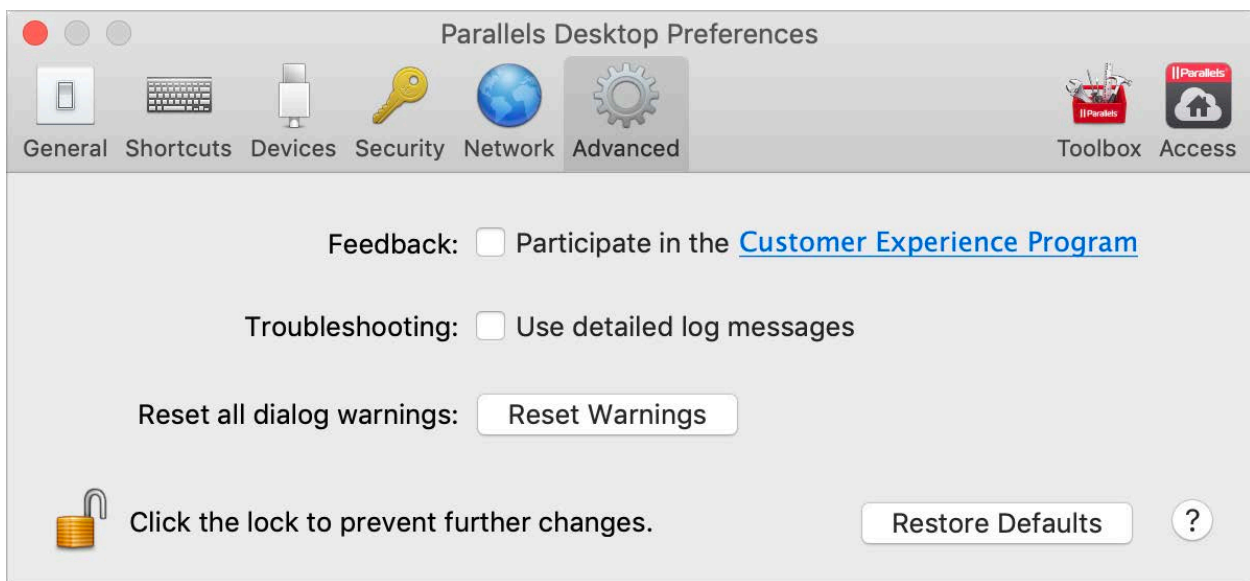 Parallels Desktop Preferences
||Parallels
||Parallels
General Shortcuts Devices Security Network Advanced Toolbox Access
Feedback: Participate in the Customer Experience Program
Troubleshooting: Use detailed log messages
Reset all dialog warnings: Reset Warnings
Click the lock to prevent further changes. Restore Defaults ?